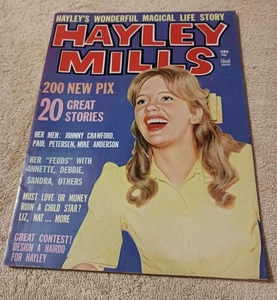 HAYLEY'S WONDERFUL MAGICAL LIFE STORY
HAYLEY
MILLS
35¢
Ideal
200 NEW PIX
20 GREAT
STORIES
HER MEN: JOHNNY CRAWFORD,
PAUL PETERSEN, MIKE ANDERSON
HER "FEUDS" WITH
ANNETTE, DEBBIE,
SANDRA, OTHERS
MUST LOVE OR MONEY
RUIN A CHILD STAR?
LIZ, NAT ... MORE
GREAT CONTEST!
DESIGN A HAIRDO
FOR HAYLEY